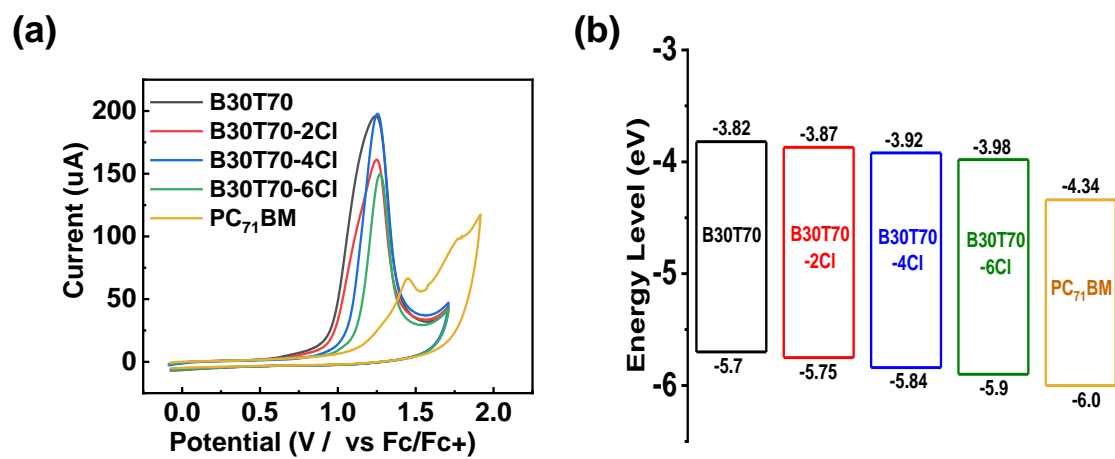 (a)
200
150
100
50
0
Current (uA)
B30T70
B30T70-2Cl
B30T70-4Cl
B30T70-6Cl
PC₇₁BM
0.0 0.5 1.0 1.5 2.0
Potential (V / vs Fc/Fc+)
(b)
-3
-4
-5
-6
Energy Level (eV)
-3.82
B30T70
-5.7
-3.87
B30T70
-2Cl
-5.75
-3.92
B30T70
-4Cl
-5.84
-3.98
B30T70
-6Cl
-5.9
-4.34
PC₇₁BM
-6.0